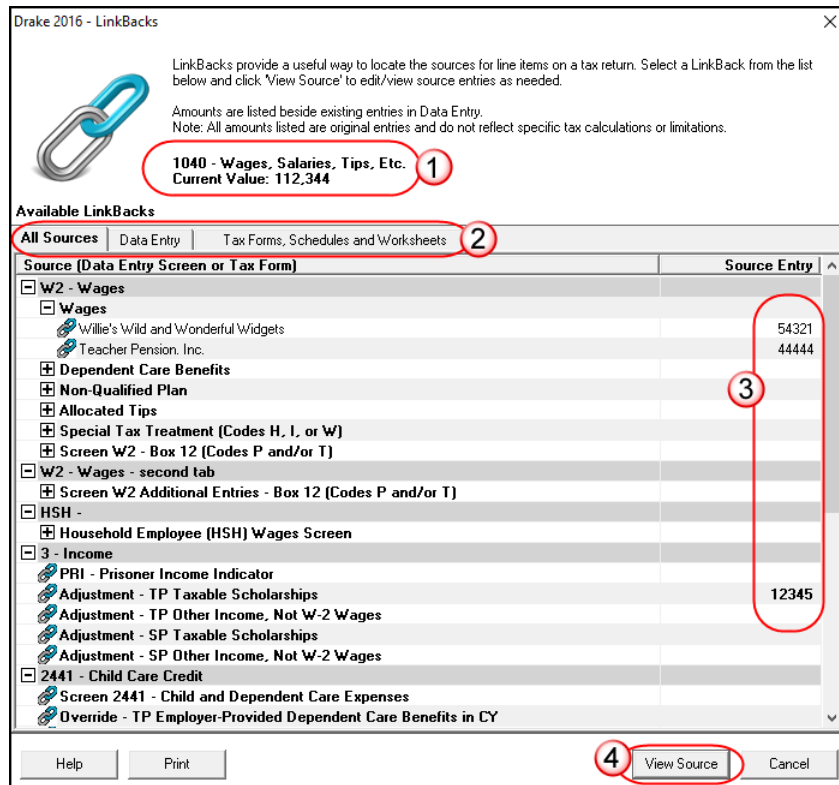 Drake 2016 - LinkBacks
LinkBacks provide a useful way to locate the sources for line items on a tax return. Select a LinkBack from the list
below and click 'View Source' to edit/view source entries as needed.
Amounts are listed beside existing entries in Data Entry.
Note: All amounts listed are original entries and do not reflect specific tax calculations or limitations.
1040 - Wages, Salaries, Tips, Etc.
Current Value: 112,344
1
Available LinkBacks
All Sources Data Entry Tax Forms, Schedules and Worksheets 2
Source (Data Entry Screen or Tax Form) Source Entry
W2 - Wages
Wages
Willie's Wild and Wonderful Widgets 54321
Teacher Pension. Inc. 44444
Dependent Care Benefits
Non-Qualified Plan 3
Allocated Tips
Special Tax Treatment (Codes H, I, or W)
Screen W2 - Box 12 (Codes P and/or T)
W2 - Wages - second tab
Screen W2 Additional Entries - Box 12 (Codes P and/or T)
HSH -
Household Employee (HSH) Wages Screen
3 - Income
PRI - Prisoner Income Indicator
Adjustment - TP Taxable Scholarships 12345
Adjustment - TP Other Income, Not W-2 Wages
Adjustment - SP Taxable Scholarships
Adjustment - SP Other Income, Not W-2 Wages
2441 - Child Care Credit
Screen 2441 - Child and Dependent Care Expenses
Override - TP Employer-Provided Dependent Care Benefits in CY
Help Print 4 View Source Cancel